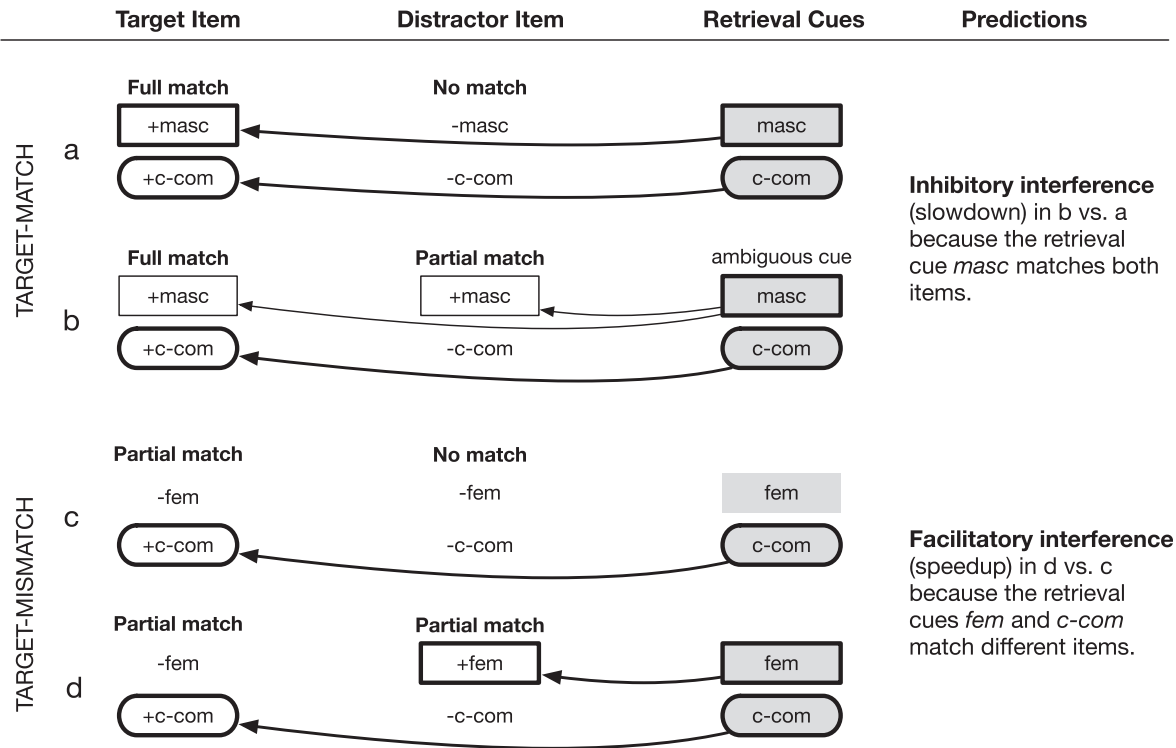 Target Item Distractor Item Retrieval Cues Predictions
TARGET-MATCH
a
Full match No match
+masc -masc masc
+c-com -c-com c-com
b
Full match Partial match ambiguous cue
+masc +masc masc
+c-com -c-com c-com
Inhibitory interference
(slowdown) in b vs. a
because the retrieval
cue masc matches both
items.
TARGET-MISMATCH
c
Partial match No match
-fem -fem fem
+c-com -c-com c-com
d
Partial match Partial match
-fem +fem fem
+c-com -c-com c-com
Facilitatory interference
(speedup) in d vs. c
because the retrieval
cues fem and c-com
match different items.